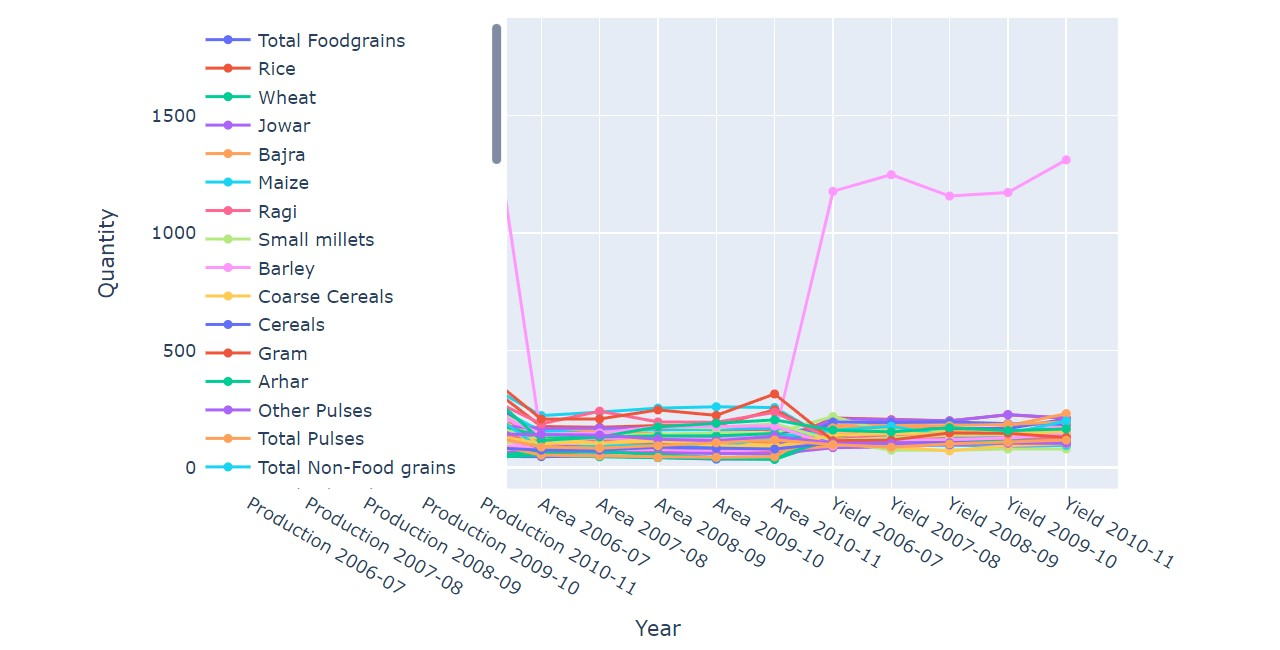 Quantity
1500
1000
500
0
Total Foodgrains
Rice
Wheat
Jowar
Bajra
Maize
Ragi
Small millets
Barley
Coarse Cereals
Cereals
Gram
Arhar
Other Pulses
Total Pulses
Total Non-Food grains
Production 2006-07
Production 2007-08
Production 2008-09
Production 2009-10
Production 2010-11
Area 2006-07
Area 2007-08
Area 2008-09
Area 2009-10
Area 2010-11
Yield 2006-07
Yield 2007-08
Yield 2008-09
Yield 2009-10
Yield 2010-11
Year